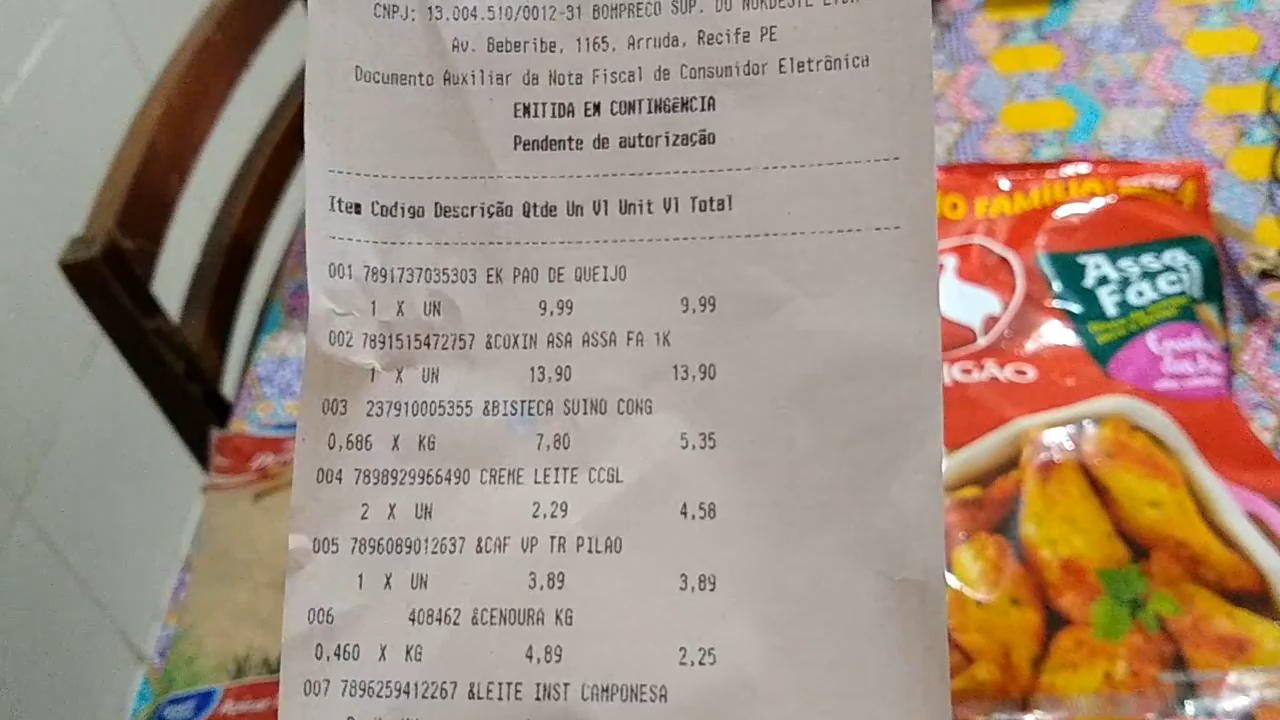 CNPJ: 13.004.510/0012-31 BOMPRECO SUP. DO NORDESTE LTDA
Av. Beberibe, 1165, Arruda, Recife PE
Documento Auxiliar da Nota Fiscal de Consumidor Eletrônica
EMITIDA EM CONTINGêNCIA
Pendente de autorização
Item Codigo Descrição Qtde Un Vl Unit Vl Total
001 7891737035303 EK PAO DE QUEIJO
1 X UN 9,99 9,99
002 7891515472757 &COXIN ASA ASSA FA 1K
1 X UN 13,90 13,90
003 237910005355 &BISTECA SUINO CONG
0,686 X KG 7,80 5,35
004 7898929966490 CREME LEITE CCGL
2 X UN 2,29 4,58
005 7896089012637 &CAF VP TR PILAO
1 X UN 3,89 3,89
006 408462 &CENOURA KG
0,460 X KG 4,89 2,25
007 7896259412267 &LEITE INST CAMPONESA
FAMÍLIA
Assa
Fácil
IGÃO